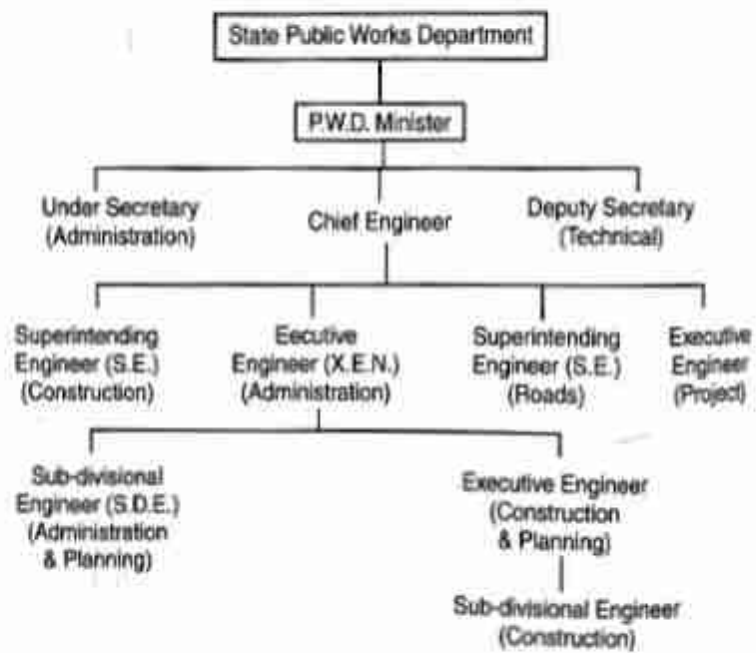 State Public Works Department
P.W.D. Minister
Under Secretary
(Administration)
Chief Engineer
Deputy Secretary
(Technical)
Superintending
Engineer (S.E.)
(Construction)
Eecutive
Engineer (X.E.N.)
(Administration)
Superintending
Engineer (S.E.)
(Roads)
Executive
Engineer
(Project)
Sub-divisional
Engineer (S.D.E.)
(Administration
& Planning)
Executive Engineer
(Construction
& Planning)
Sub-divisional Engineer
(Construction)